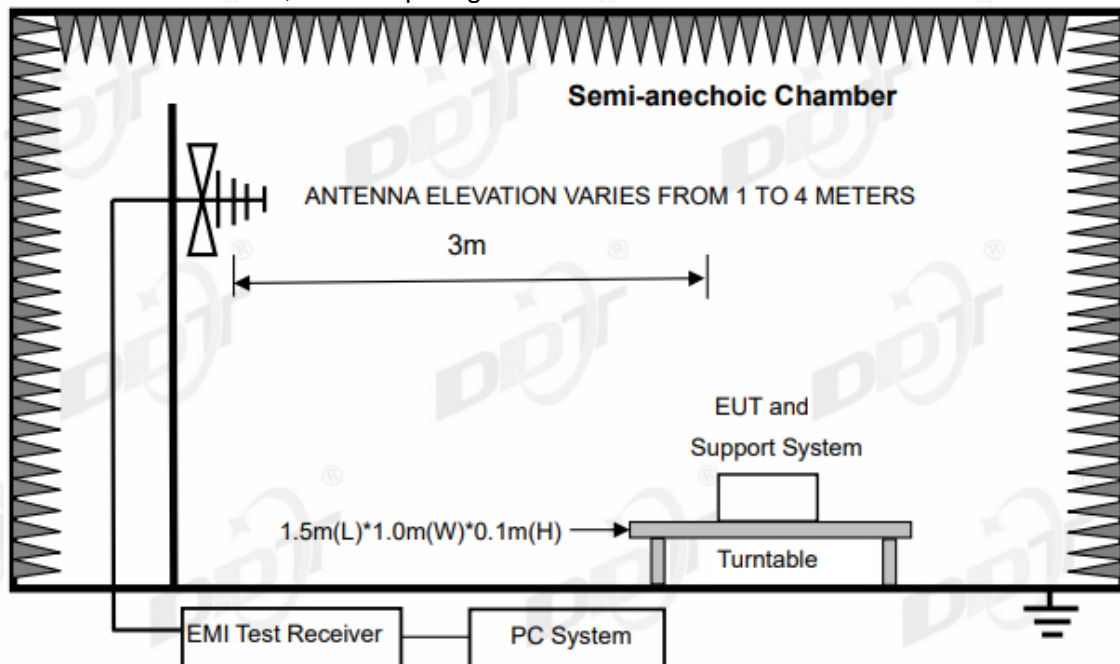 Semi-anechoic Chamber
ANTENNA ELEVATION VARIES FROM 1 TO 4 METERS
3m
EUT and
Support System
1.5m(L)*1.0m(W)*0.1m(H)
Turntable
EMI Test Receiver
PC System
DDT
®